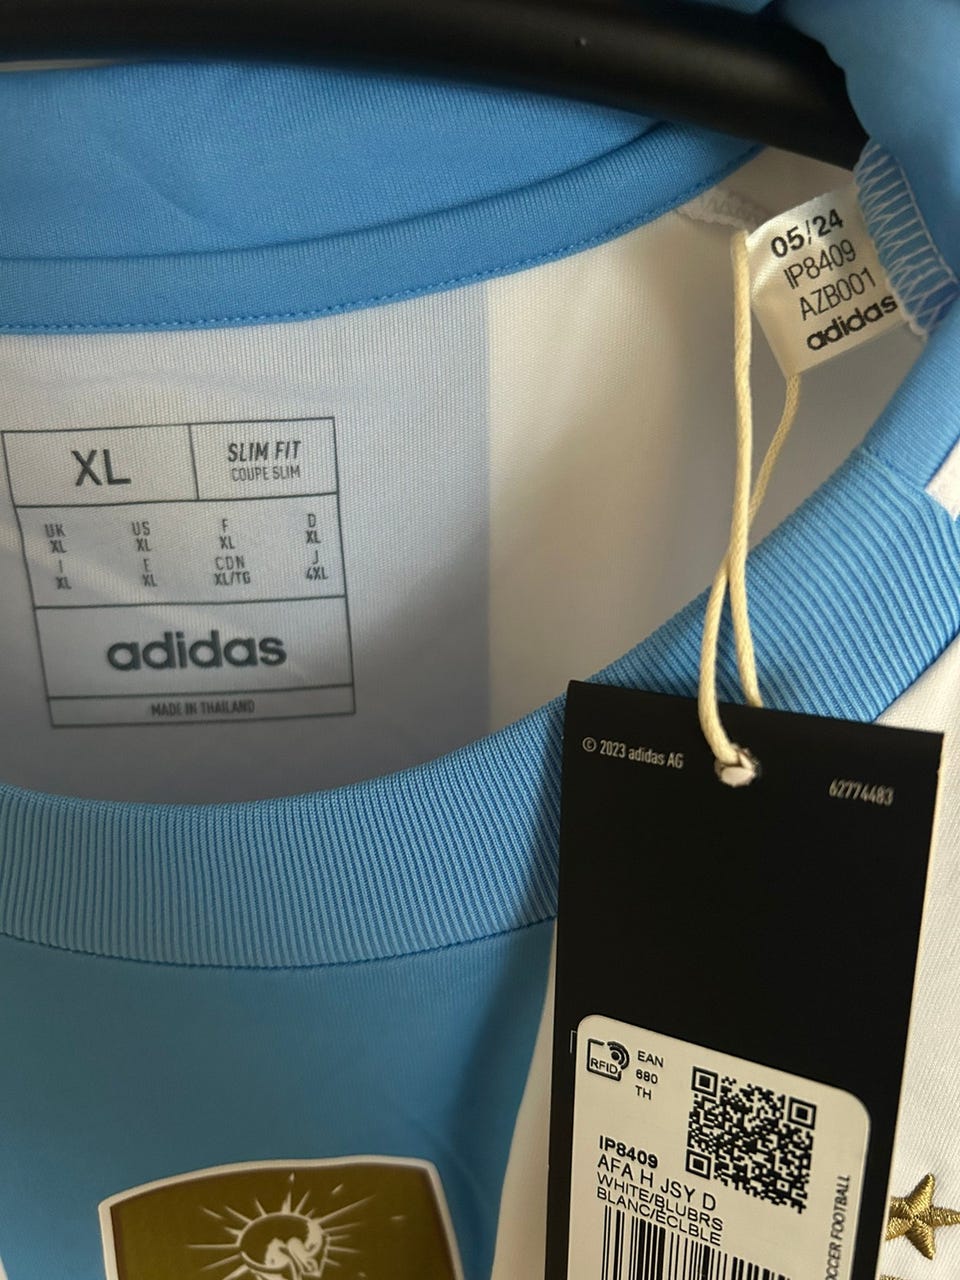 05/24
IP8409
AZB001
adidas
XL
SLIM FIT
COUPE SLIM
UK
XL
US
XL
F
XL
D
XL
I
XL
E
XL
CDN
XL/TG
J
4XL
adidas
MADE IN THAILAND
© 2023 adidas AG
62774483
RFID
EAN
680
TH
IP8409
AFA H JSY D
WHITE/BLUBRS
BLANC/ECLBLE
CCER FOOTBALL